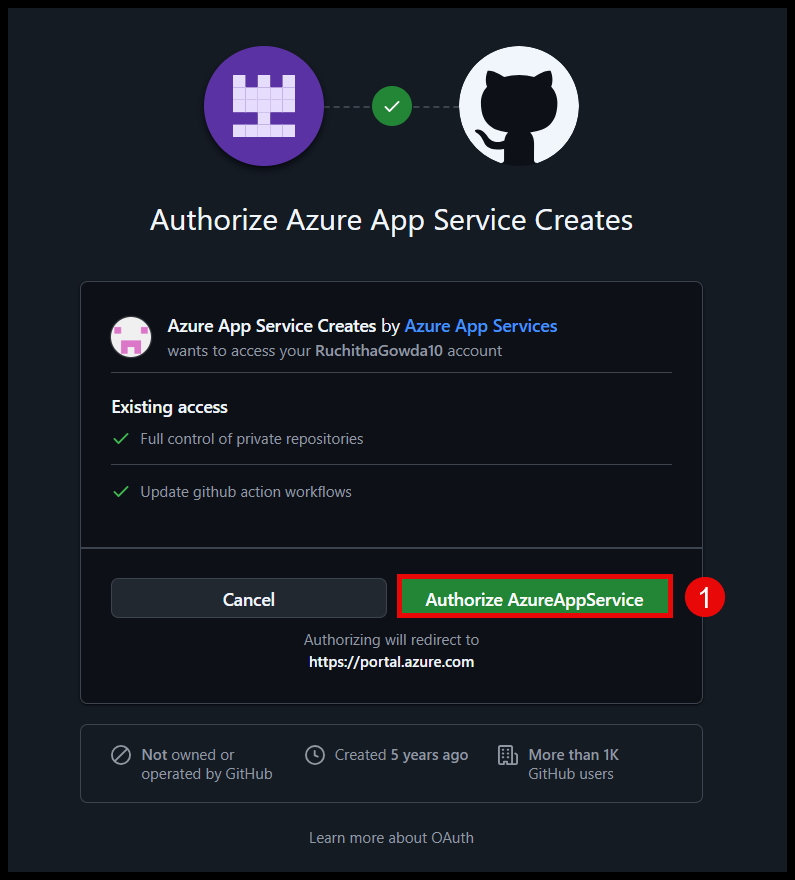 Authorize Azure App Service Creates
Azure App Service Creates by Azure App Services
wants to access your RuchithaGowda10 account
Existing access
Full control of private repositories
Update github action workflows
Cancel
Authorize AzureAppService
1
Authorizing will redirect to
https://portal.azure.com
Not owned or
operated by GitHub
Created 5 years ago
More than 1K
GitHub users
Learn more about OAuth